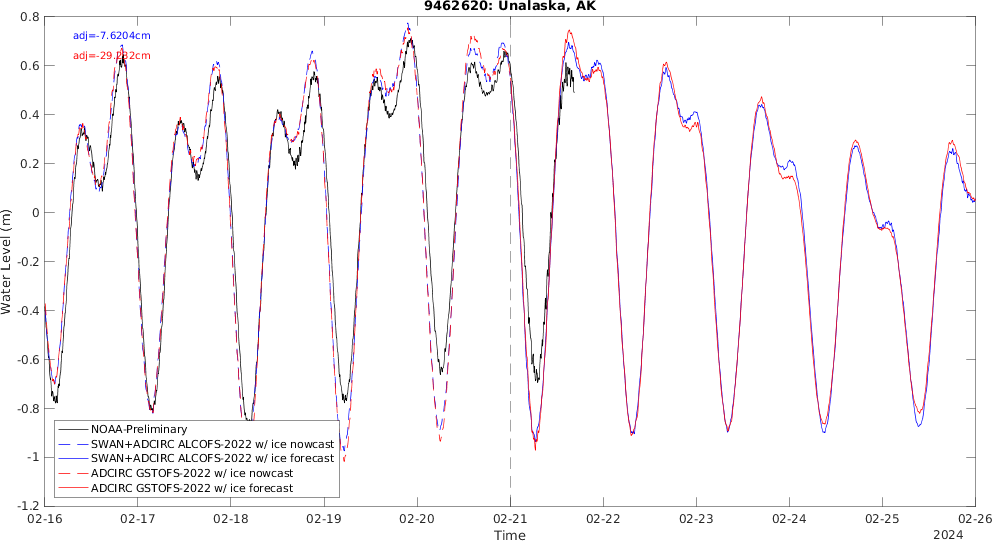 9462620: Unalaska, AK
adj=-7.6204cm
Water Level (m)
0.8
0.6
0.4
0.2
0
-0.2
-0.4
-0.6
-0.8
-1
-1.2
NOAA-Preliminary
SWAN+ADCIRC ALCOFS-2022 w/ ice nowcast
SWAN+ADCIRC ALCOFS-2022 w/ ice forecast
ADCIRC GSTOFS-2022 w/ ice nowcast
ADCIRC GSTOFS-2022 w/ ice forecast
02-16 02-17 02-18 02-19 02-20 02-21 02-22 02-23 02-24 02-25 02-26
Time
2024